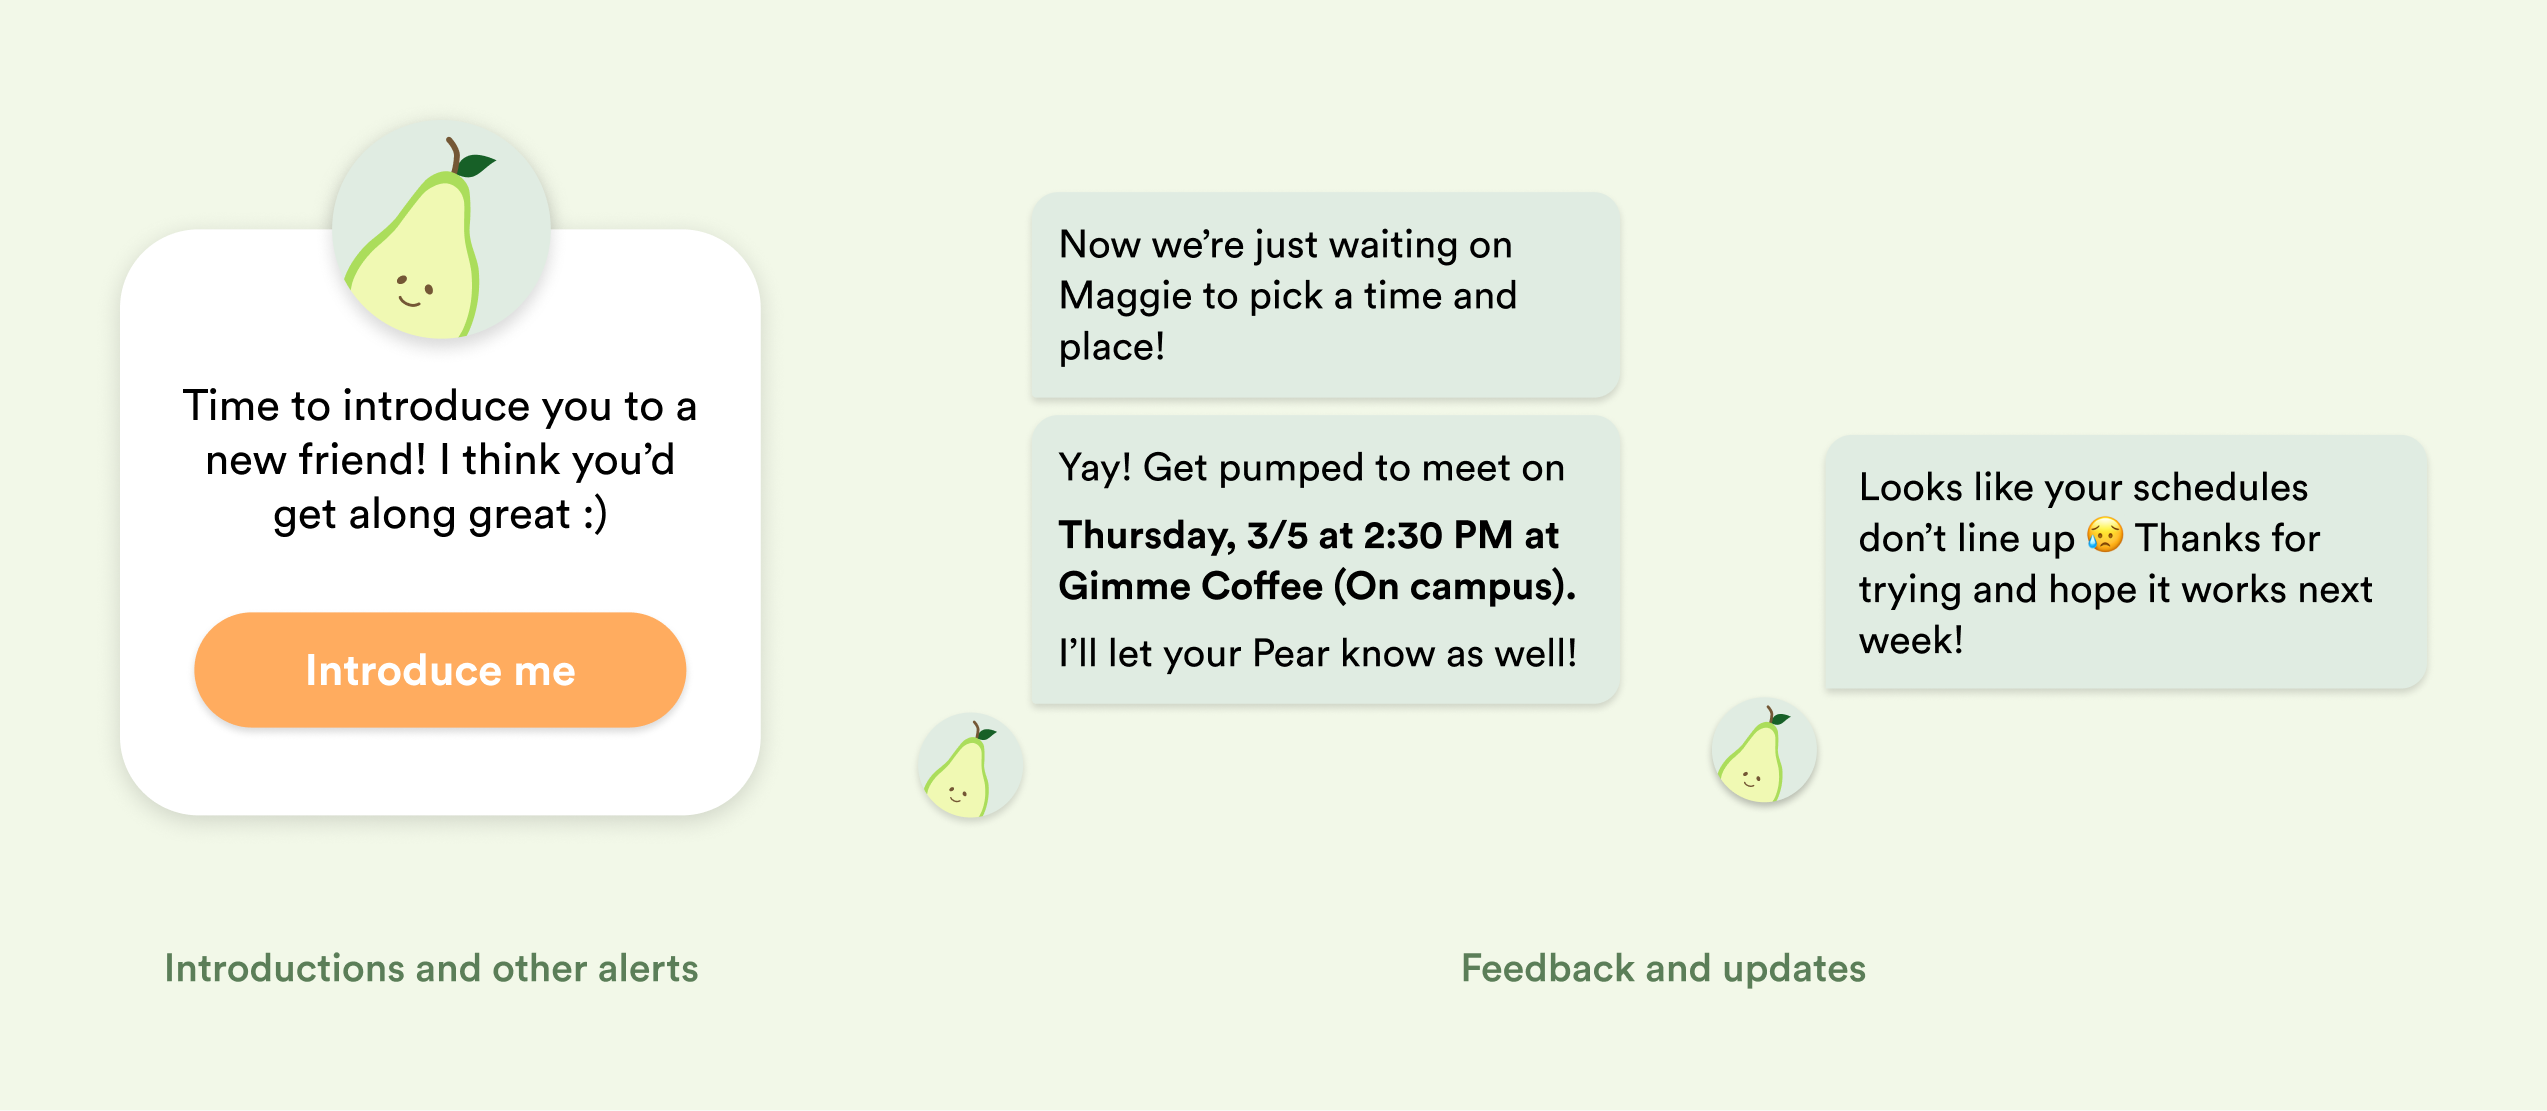 Time to introduce you to a
new friend! I think you’d
get along great :)
Introduce me
Introductions and other alerts
Now we’re just waiting on
Maggie to pick a time and
place!
Yay! Get pumped to meet on
Thursday, 3/5 at 2:30 PM at
Gimme Coffee (On campus).
I’ll let your Pear know as well!
Looks like your schedules
don’t line up 😥 Thanks for
trying and hope it works next
week!
Feedback and updates